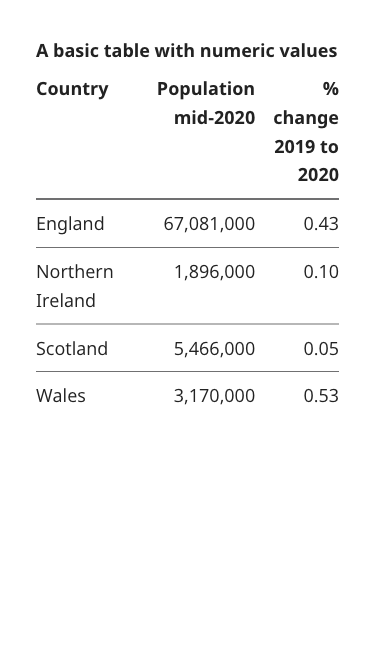 A basic table with numeric values
Country Population %
mid-2020 change
2019 to
2020
England 67,081,000 0.43
Northern 1,896,000 0.10
Ireland
Scotland 5,466,000 0.05
Wales 3,170,000 0.53